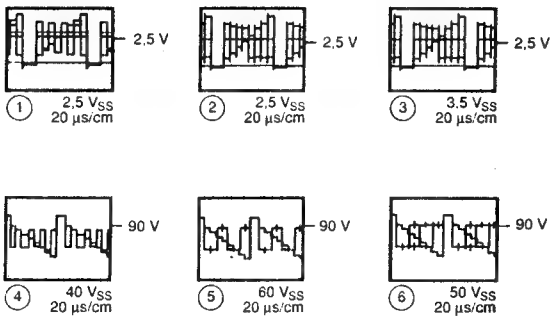 2,5 V
1
2,5 VSS
20 µs/cm
2,5 V
2
2,5 VSS
20 µs/cm
2,5 V
3
3.5 VSS
20 µs/cm
90 V
4
40 VSS
20 µs/cm
90 V
5
60 VSS
20 µs/cm
90 V
6
50 VSS
20 µs/cm